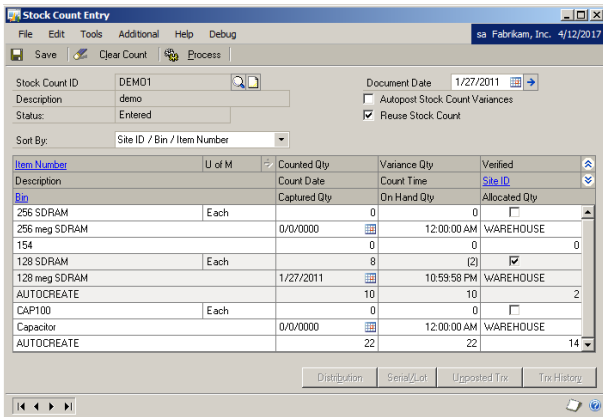 Stock Count Entry
File Edit Tools Additional Help Debug sa Fabrikam, Inc. 4/12/2017
Save Clear Count Process
Stock Count ID DEMO1 Document Date 1/27/2011
Description demo Autopost Stock Count Variances
Status: Entered Reuse Stock Count
Sort By: Site ID / Bin / Item Number
Item Number U of M Counted Qty Variance Qty Verified
Description Count Date Count Time Site ID
Bin Captured Qty On Hand Qty Allocated Qty
256 SDRAM Each 0 0
256 meg SDRAM 0/0/0000 12:00:00 AM WAREHOUSE
154 0 0 0
128 SDRAM Each 8 (2)
128 meg SDRAM 1/27/2011 10:59:58 PM WAREHOUSE
AUTOCREATE 10 10 2
CAP100 Each 0 0
Capacitor 0/0/0000 12:00:00 AM WAREHOUSE
AUTOCREATE 22 22 14
Distribution Serial/Lot Unposted Trx Trx History